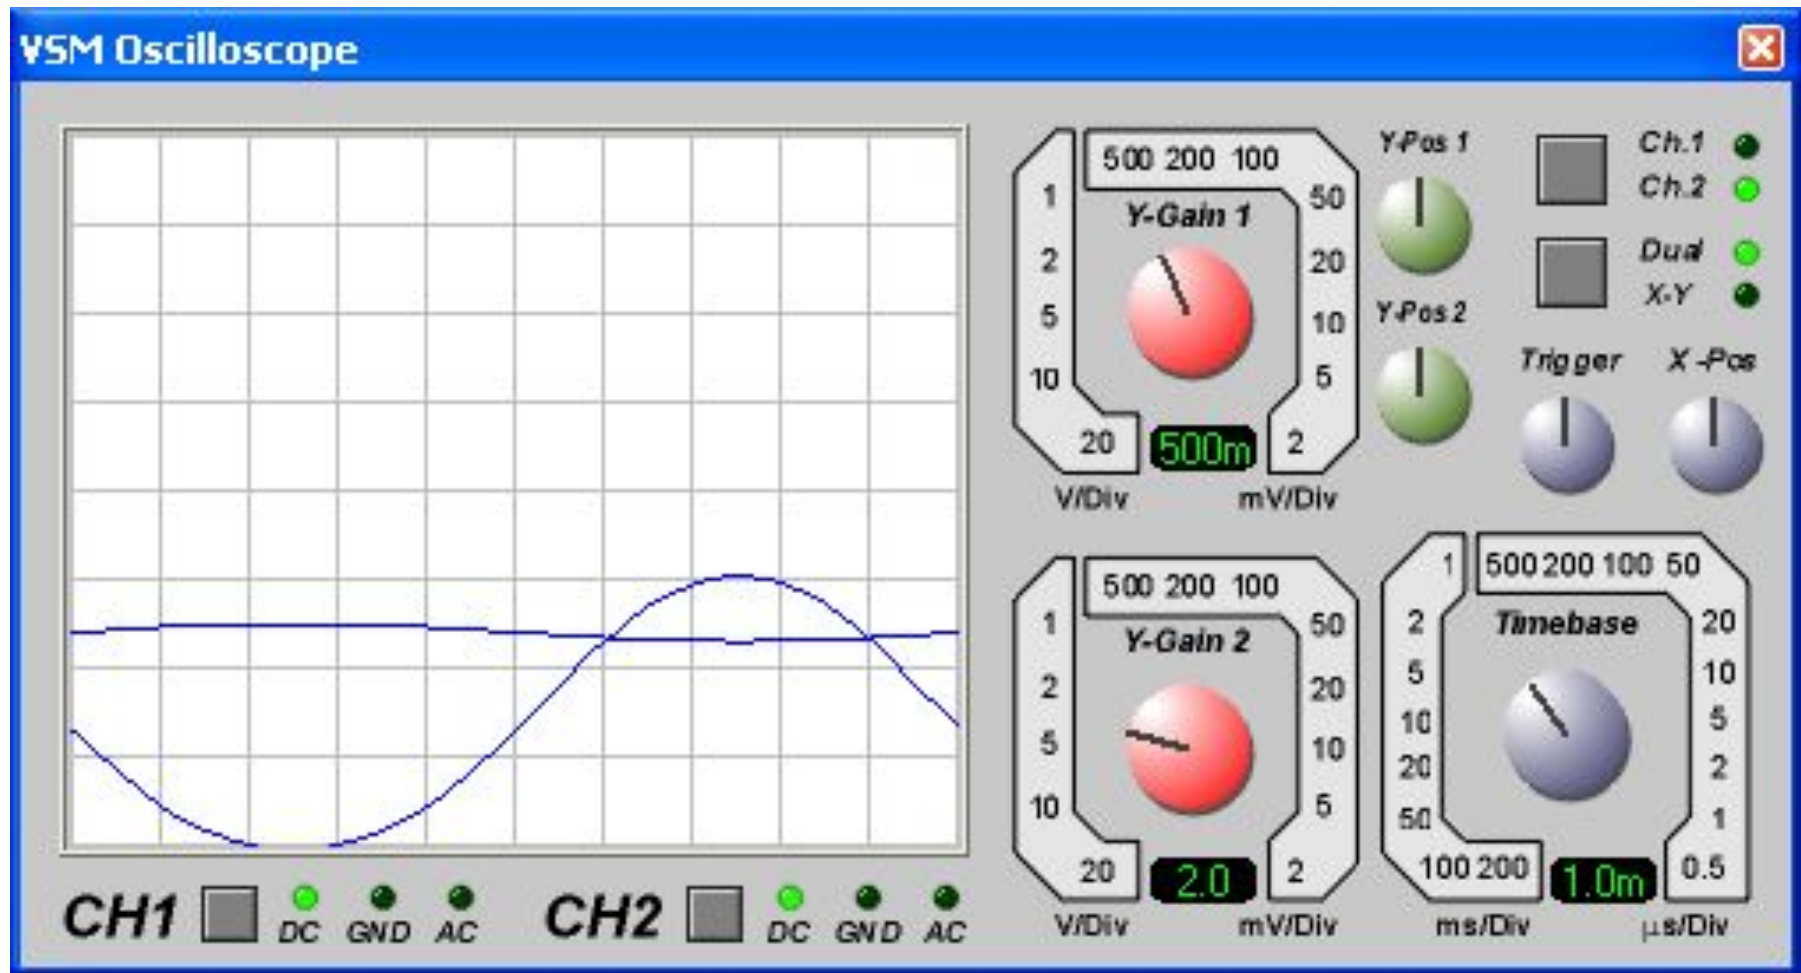 VSM Oscilloscope
500 200 100
1
2
5
10
20
50
20
10
5
2
Y-Gain 1
500m
V/Div
mV/Div
Y-Pos 1
Y-Pos 2
Ch.1
Ch.2
Dual
X-Y
Trigger
X-Pos
500 200 100
1
2
5
10
20
50
20
10
5
2
Y-Gain 2
2.0
V/Div
mV/Div
1
500 200 100 50
2
5
10
20
50
100 200
20
10
5
2
1
0.5
Timebase
1.0m
ms/Div
µs/Div
CH1
DC GND AC
CH2
DC GND AC